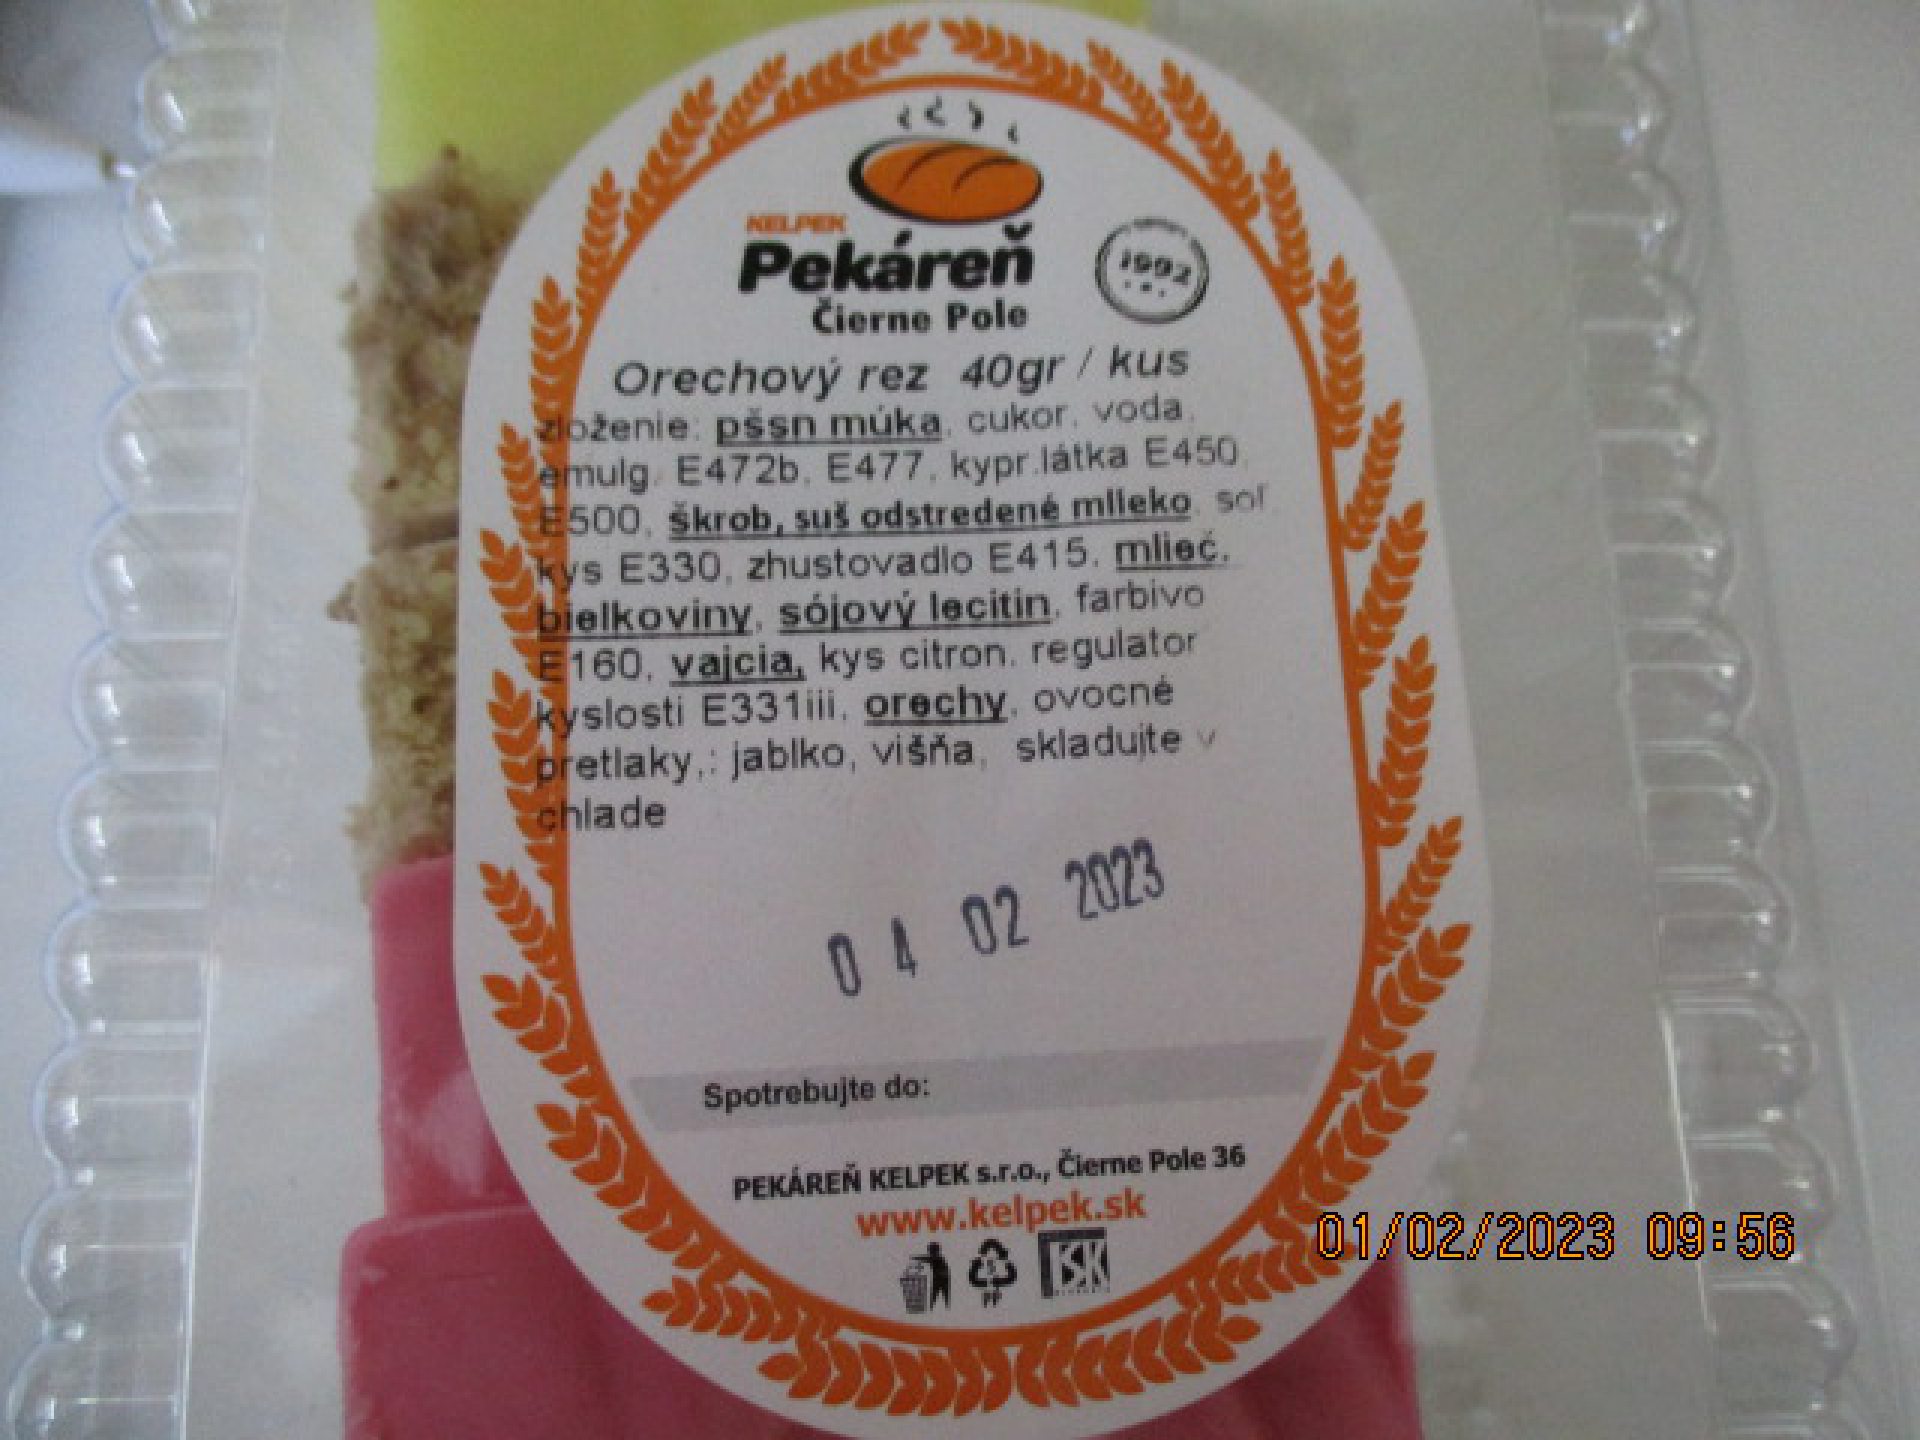 KELPEK
Pekáreň
Čierne Pole
1992
Orechový rez 40gr / kus
zloženie: pšsn múka, cukor, voda,
emulg. E472b, E477, kypr.látka E450,
E500, škrob, suš odstredené mlieko, soľ
kys E330, zhustovadlo E415, mlieč.
bielkoviny, sójový lecitin, farbivo
E160, vajcia, kys citron. regulator
kyslosti E331iii, orechy, ovocné
pretlaky,: jablko, višňa, skladujte v
chlade
04 02 2023
Spotrebujte do:
PEKÁREŇ KELPEK s.r.o., Čierne Pole 36
www.kelpek.sk
5
PP
SK
01/02/2023 09:56